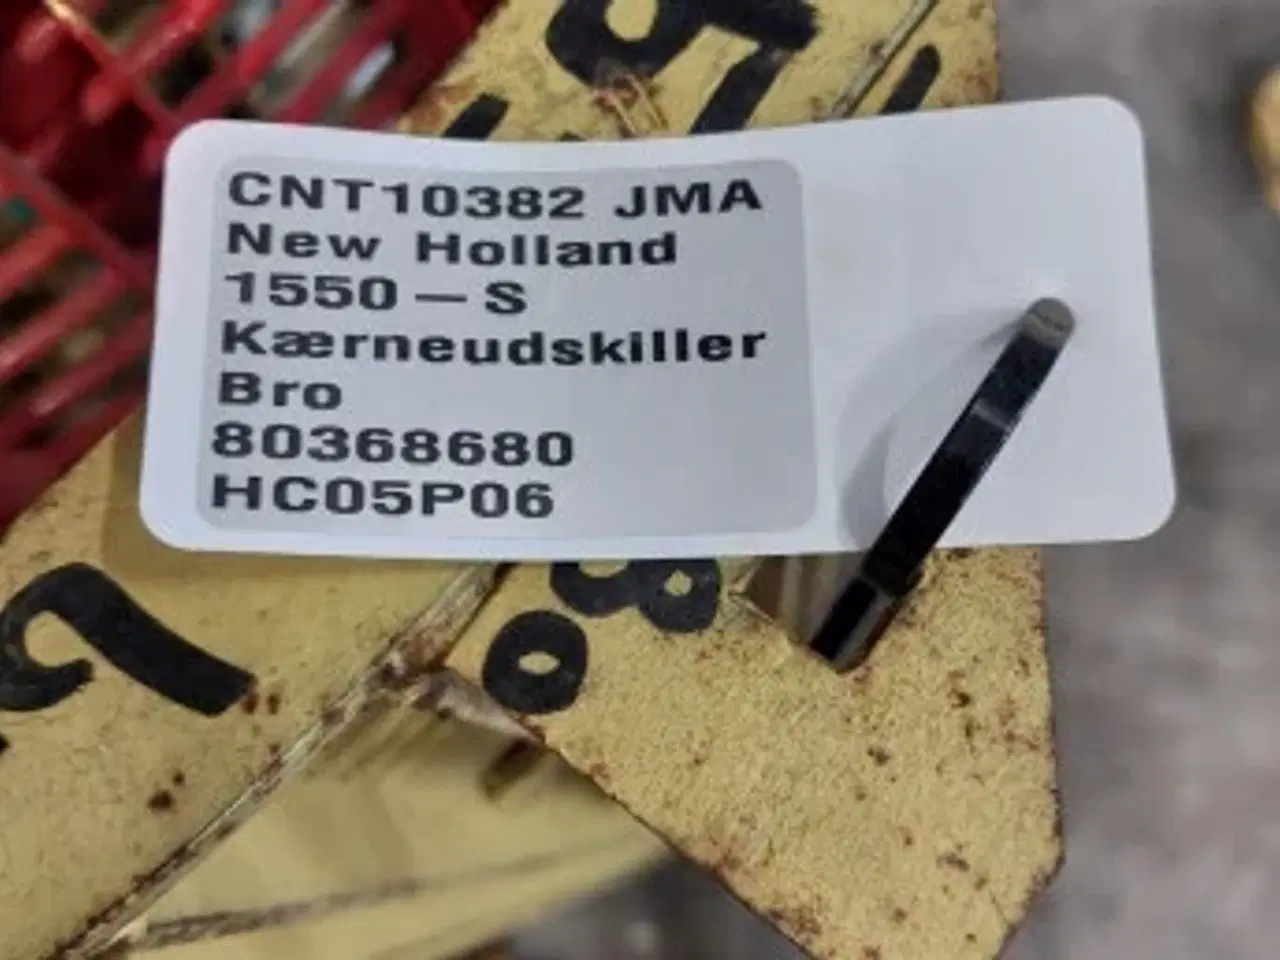 CNT10382 JMA
New Holland
1550 – S
Kærneudskiller
Bro
80368680
HC05P06